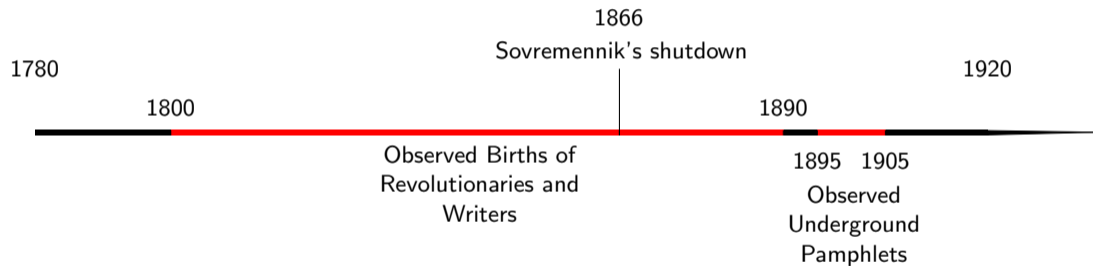 1866
Sovremennik's shutdown
1780
1920
1800
1890
Observed Births of
Revolutionaries and
Writers
1895
1905
Observed
Underground
Pamphlets